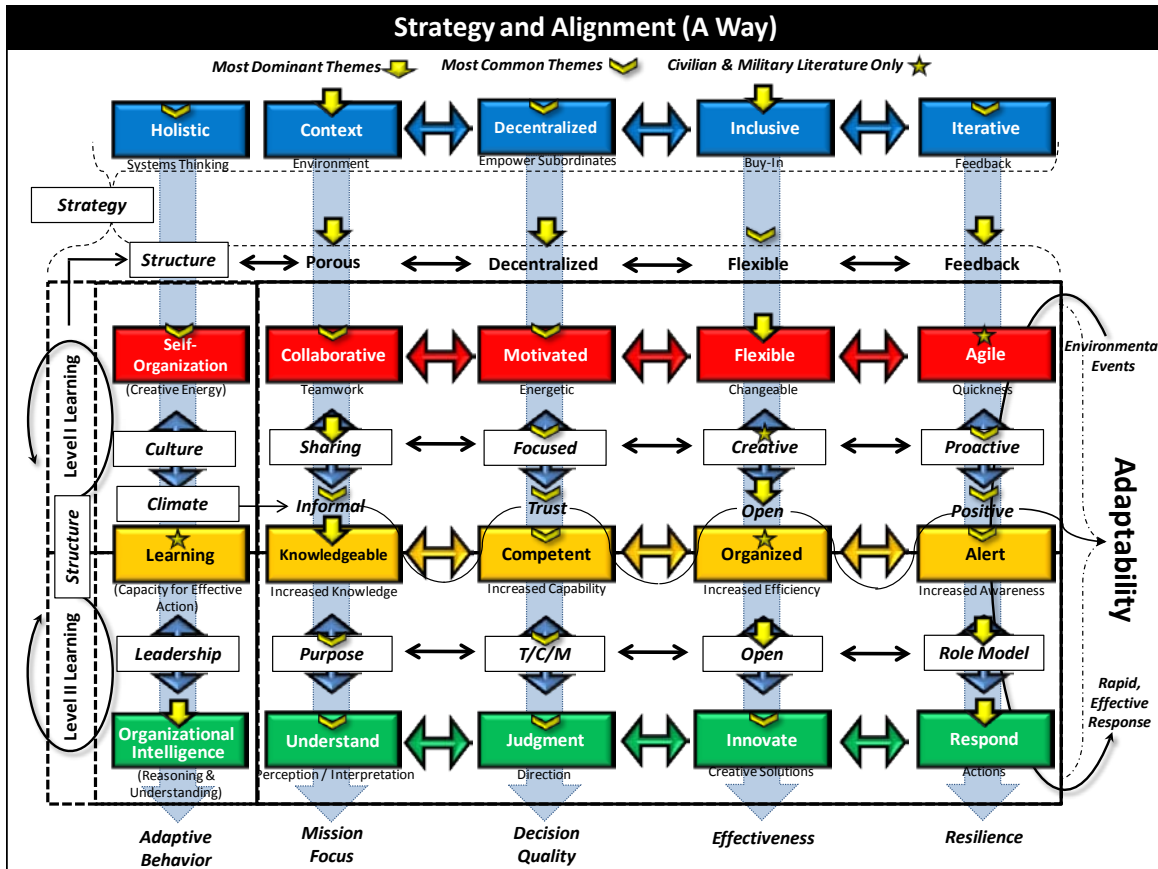 Strategy and Alignment (A Way)
Most Dominant Themes
Most Common Themes
Civilian & Military Literature Only
Holistic
Context
Decentralized
Inclusive
Iterative
Systems Thinking
Environment
Empower Subordinates
Buy-In
Feedback
Strategy
Structure
Porous
Decentralized
Flexible
Feedback
Self-
Organization
Collaborative
Motivated
Flexible
Agile
(Creative Energy)
Teamwork
Energetic
Changeable
Quickness
Environmenta
Events
Level II Learning
Culture
Sharing
Focused
Creative
Proactive
Climate
Informal
Trust
Open
Positive
Structure
Learning
Knowledgeable
Competent
Organized
Alert
Adaptability
(Capacity for Effective
Action)
Increased Knowledge
Increased Capability
Increased Efficiency
Increased Awareness
Level II Learning
Leadership
Purpose
T/C/M
Open
Role Model
Rapid,
Effective
Response
Organizational
Intelligence
Understand
Judgment
Innovate
Respond
(Reasoning &
Understanding)
Perception / Interpretation
Direction
Creative Solutions
Actions
Adaptive
Behavior
Mission
Focus
Decision
Quality
Effectiveness
Resilience